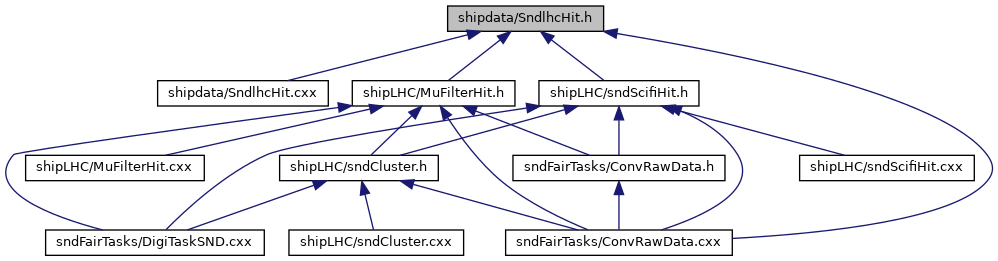 shipdata/SndlhcHit.h
shipdata/SndlhcHit.cxx
shipLHC/MuFilterHit.h
shipLHC/sndScifiHit.h
shipLHC/MuFilterHit.cxx
shipLHC/sndCluster.h
sndFairTasks/ConvRawData.h
shipLHC/sndScifiHit.cxx
sndFairTasks/DigiTaskSND.cxx
shipLHC/sndCluster.cxx
sndFairTasks/ConvRawData.cxx